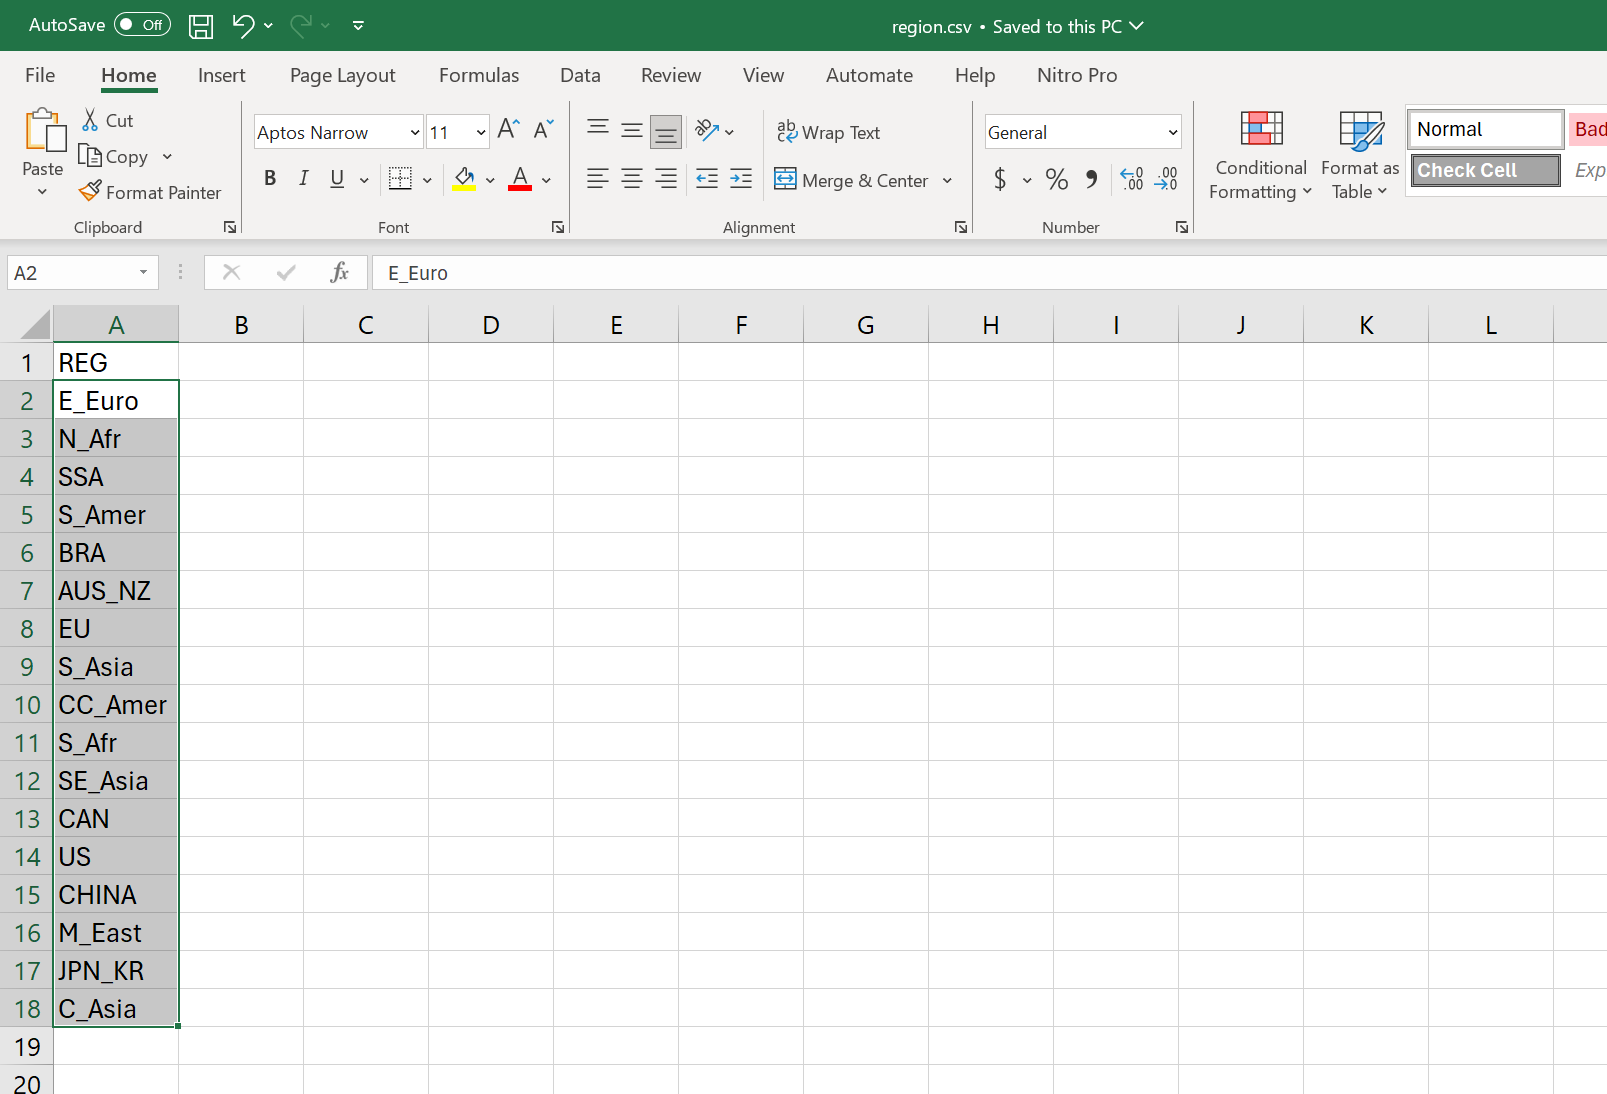 AutoSave Off region.csv • Saved to this PC
File Home Insert Page Layout Formulas Data Review View Automate Help Nitro Pro
Paste
Cut
Copy
Format Painter
Clipboard
Aptos Narrow 11
B I U
Font
Wrap Text
Merge & Center
Alignment
General
$ % 9 .00 .00
Number
Conditional Formatting
Format as Table
Normal Bad
Check Cell Exp
A2 fx E_Euro
A B C D E F G H I J K L
1 REG
2 E_Euro
3 N_Afr
4 SSA
5 S_Amer
6 BRA
7 AUS_NZ
8 EU
9 S_Asia
10 CC_Amer
11 S_Afr
12 SE_Asia
13 CAN
14 US
15 CHINA
16 M_East
17 JPN_KR
18 C_Asia
19
20